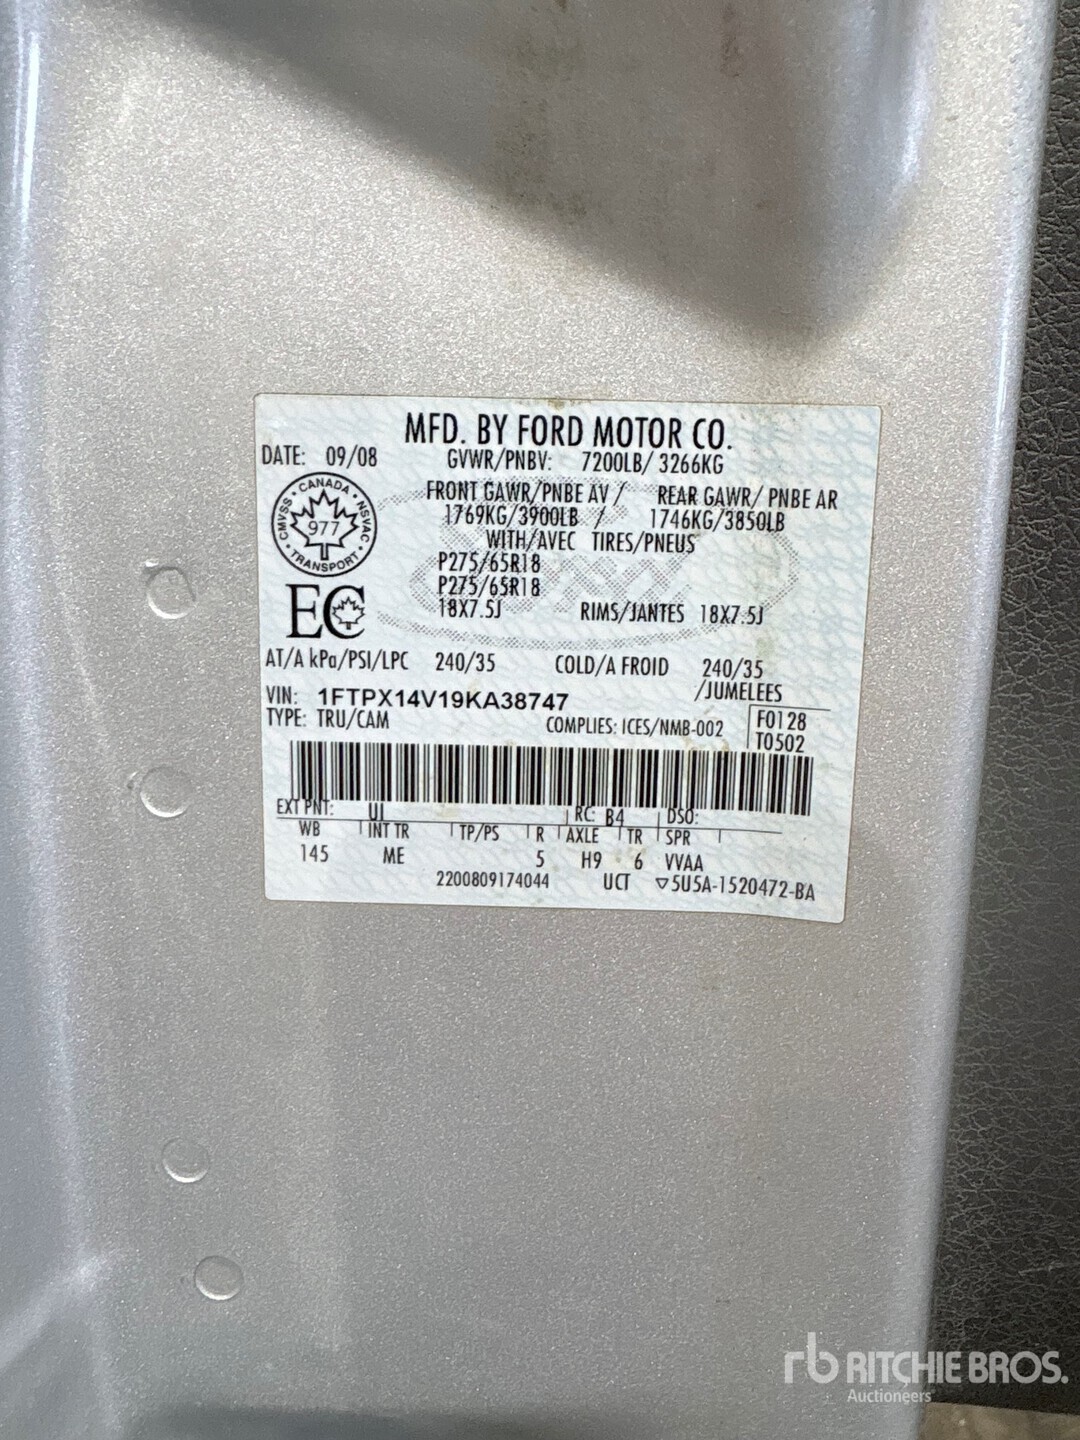 MFD. BY FORD MOTOR CO.
DATE: 09/08
GVWR/PNBV: 7200LB/ 3266KG
FRONT GAWR/PNBE AV / REAR GAWR/ PNBE AR
1769KG/3900LB / 1746KG/3850LB
WITH/AVEC TIRES/PNEUS
P275/65R18
P275/65R18
18X7.5J RIMS/JANTES 18X7.5J
CANADA
CMVSS NSVAC
977
TRANSPORT
EC
AT/A kPa/PSI/LPC 240/35 COLD/A FROID 240/35
/JUMELEES
VIN: 1FTPX14V19KA38747
TYPE: TRU/CAM COMPLIES: ICES/NMB-002
F0128
T0502
EXT PNT: UI RC: B4 DSO:
WB INT TR TP/PS R AXLE TR SPR
145 ME 5 H9 6 VVAA
2200809174044 UCT ▽5U5A-1520472-BA
rb RITCHIE BROS.
Auctioneers